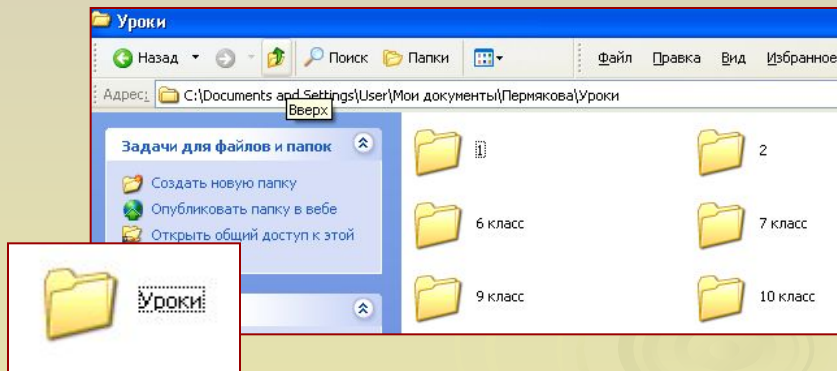 Уроки
Назад Поиск Папки Файл Правка Вид Избранное
Адрес: C:\Documents and Settings\User\Мои документы\Пермякова\Уроки
Вверх
Задачи для файлов и папок
Создать новую папку
Опубликовать папку в вебе
Открыть общий доступ к этой
1 2
6 класс 7 класс
9 класс 10 класс
Уроки